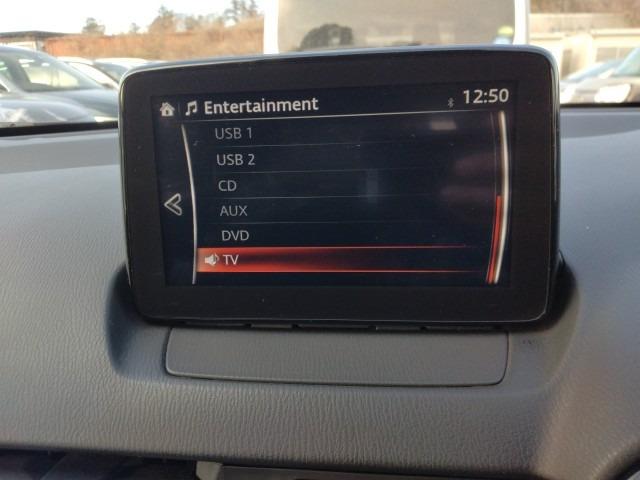 Entertainment
12:50
USB 1
USB 2
CD
AUX
DVD
TV